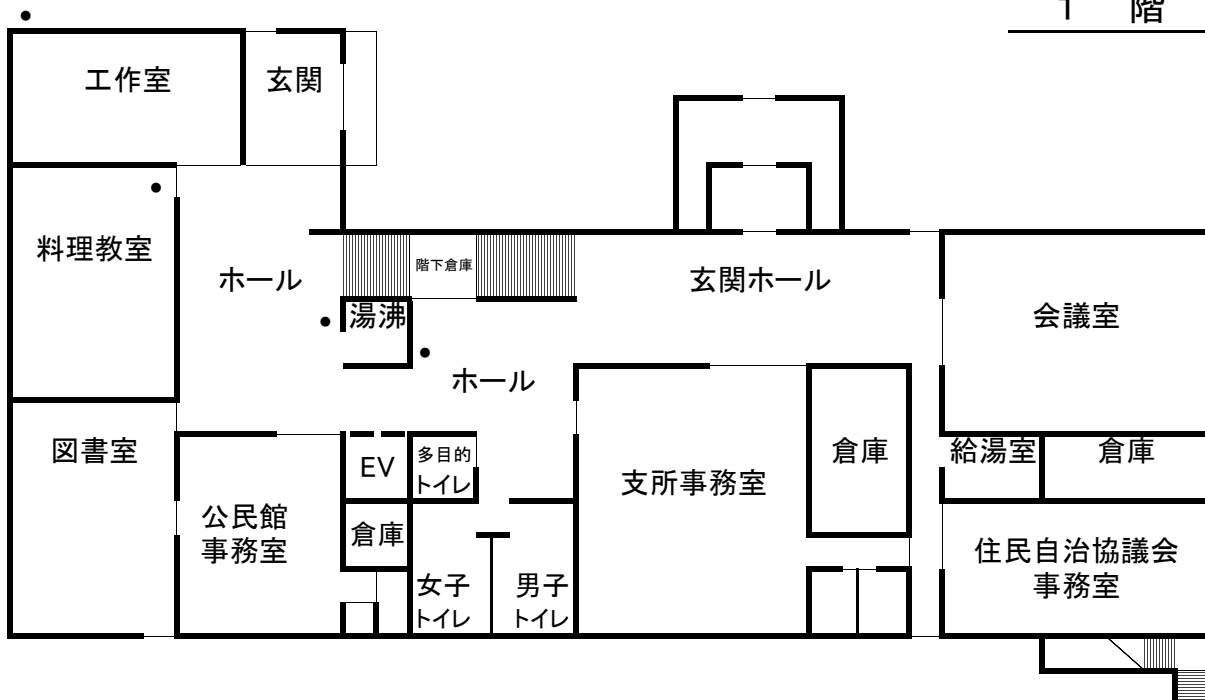 1 階
工作室
玄関
料理教室
ホール
階下倉庫
湯沸
玄関ホール
会議室
ホール
図書室
公民館
事務室
EV
多目的
トイレ
倉庫
女子
トイレ
男子
トイレ
支所事務室
倉庫
給湯室
倉庫
住民自治協議会
事務室